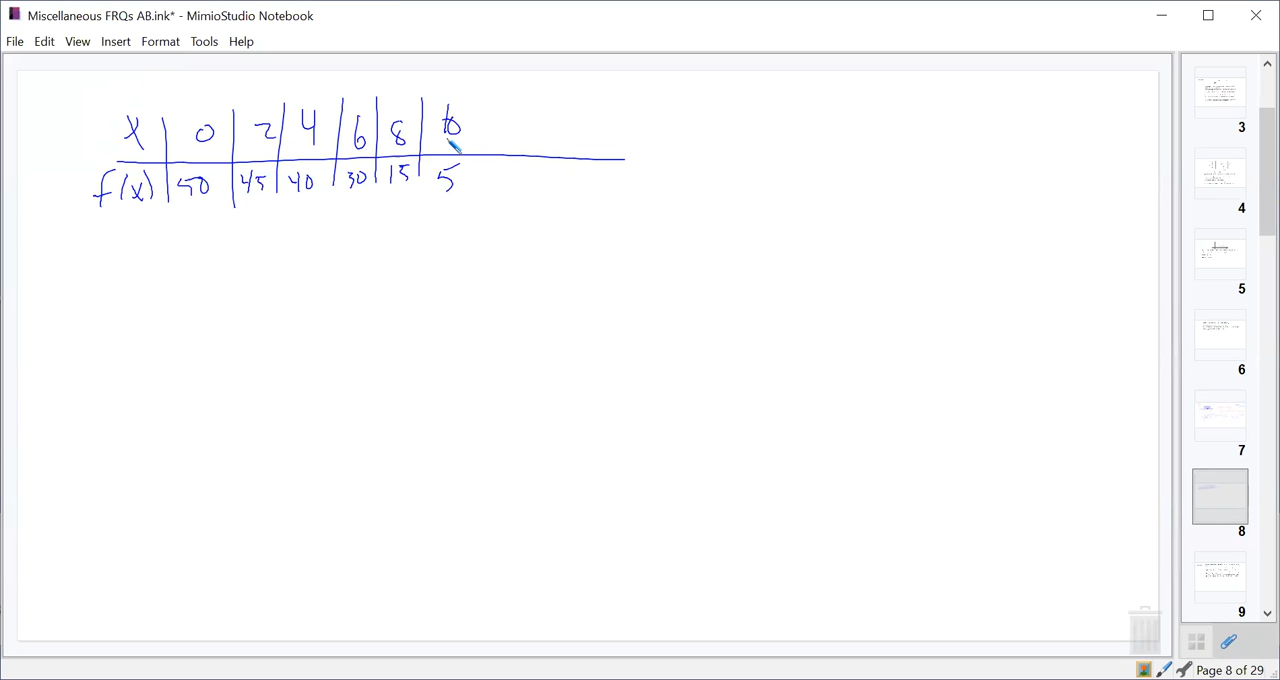 Miscellaneous FRQs AB.ink* - MimioStudio Notebook
File Edit View Insert Format Tools Help
x 0 2 4 6 8 10
f(x) 50 45 40 30 15 5
3
4
5
6
7
8
9
Page 8 of 29